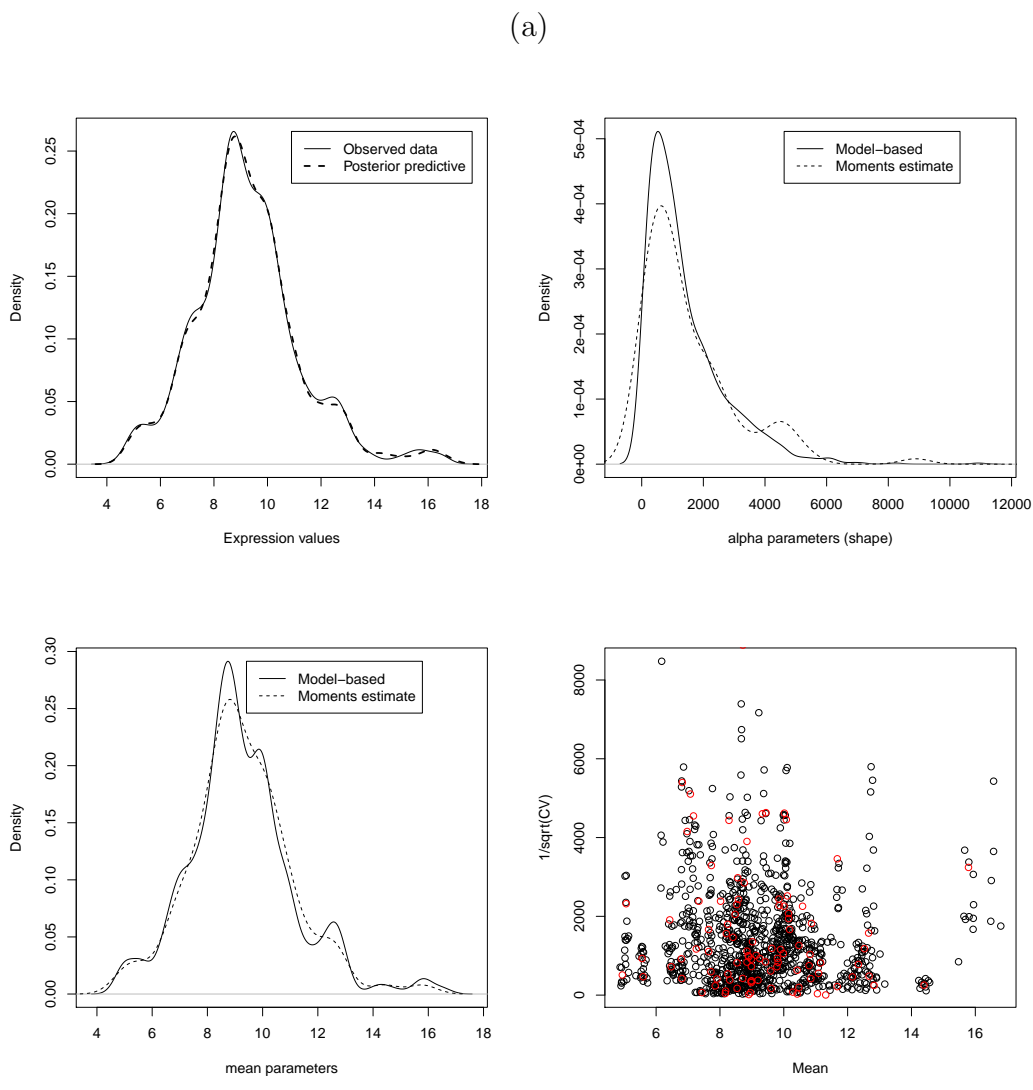 (a)
Observed data
Posterior predictive
Density
0.00 0.05 0.10 0.15 0.20 0.25
4 6 8 10 12 14 16 18
Expression values
Model−based
Moments estimate
Density
0e+00 1e−04 2e−04 3e−04 4e−04 5e−04
0 2000 4000 6000 8000 10000 12000
alpha parameters (shape)
Model−based
Moments estimate
Density
0.00 0.05 0.10 0.15 0.20 0.25 0.30
4 6 8 10 12 14 16 18
mean parameters
1/sqrt(CV)
0 2000 4000 6000 8000
6 8 10 12 14 16
Mean